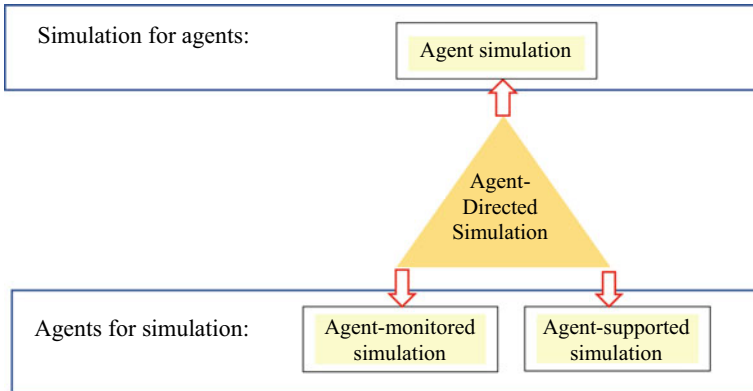 Simulation for agents:
Agent simulation
Agent-
Directed
Simulation
Agents for simulation:
Agent-monitored
simulation
Agent-supported
simulation